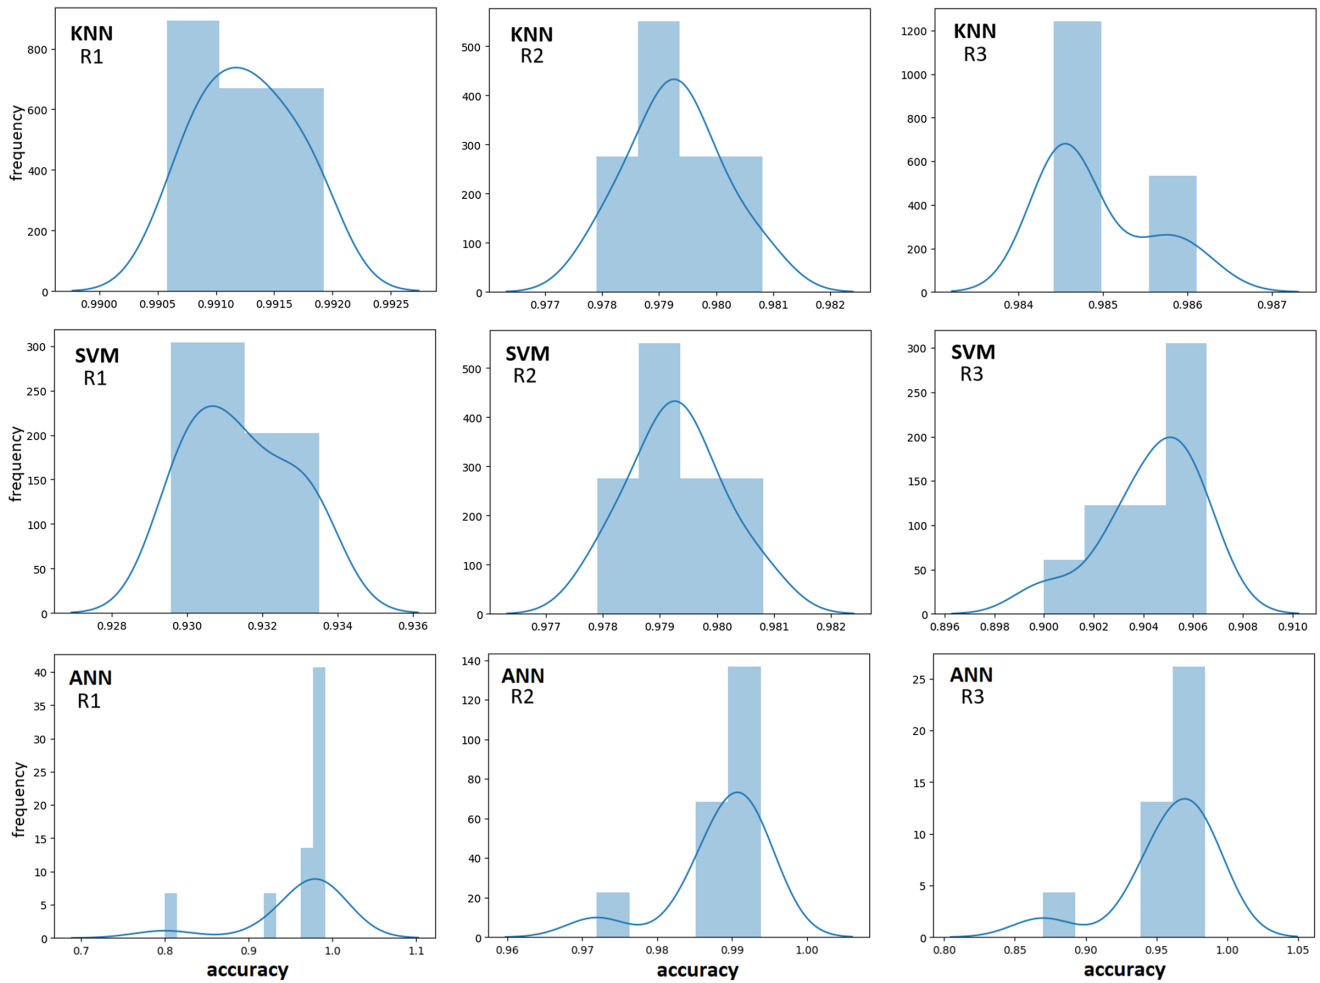 KNN
R1
frequency
800
600
400
200
0
0.9900 0.9905 0.9910 0.9915 0.9920 0.9925
KNN
R2
500
400
300
200
100
0
0.977 0.978 0.979 0.980 0.981 0.982
KNN
R3
1200
1000
800
600
400
200
0
0.984 0.985 0.986 0.987
SVM
R1
frequency
300
250
200
150
100
50
0
0.928 0.930 0.932 0.934 0.936
SVM
R2
500
400
300
200
100
0
0.977 0.978 0.979 0.980 0.981 0.982
SVM
R3
300
250
200
150
100
50
0
0.896 0.898 0.900 0.902 0.904 0.906 0.908 0.910
ANN
R1
frequency
40
35
30
25
20
15
10
5
0
0.7 0.8 0.9 1.0 1.1
accuracy
ANN
R2
140
120
100
80
60
40
20
0
0.96 0.97 0.98 0.99 1.00
accuracy
ANN
R3
25
20
15
10
5
0
0.80 0.85 0.90 0.95 1.00 1.05
accuracy